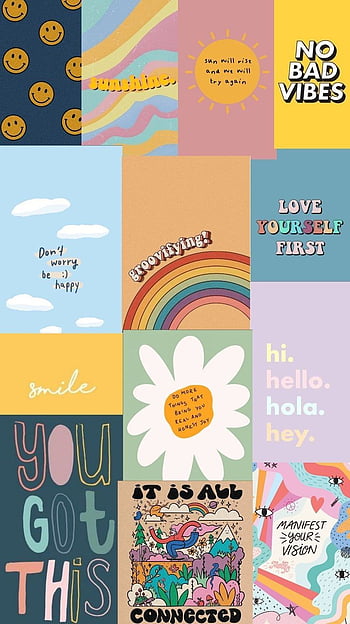 sunshine.
sun will rise
and we will
try again
NO
BAD
VIBES
Don't
worry
be :)
happy
groovifying!
LOVE
YOURSELF
FIRST
smile
DO MORE
THINGS THAT
BRING YOU
REAL AND
HONEST JOY
hi.
hello.
hola.
hey.
YOU
GOT
THIS
IT IS ALL
CONNECTED
MANIFEST
YOUR
VISION